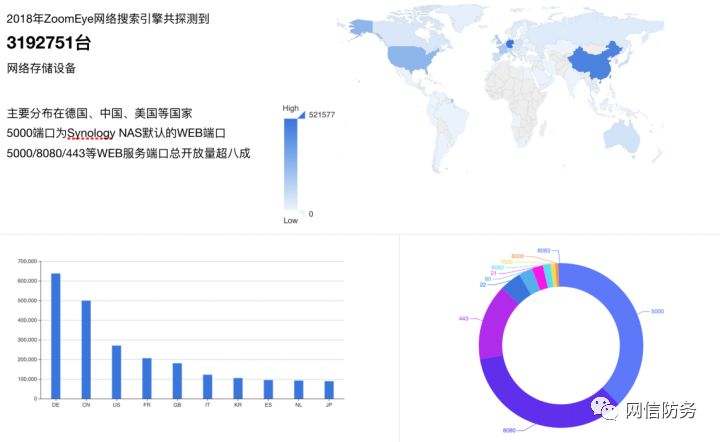 2018年ZoomEye网络搜索引擎共探测到
3192751台
网络存储设备
主要分布在德国、中国、美国等国家
5000端口为Synology NAS默认的WEB端口
5000/8080/443等WEB服务端口总开放量超八成
High
521577
0
Low
700,000
600,000
500,000
400,000
300,000
200,000
100,000
0
DE CN US FR GB IT KR ES NL JP
8083
8000
21
80
22
443
5000
8080
网信防务